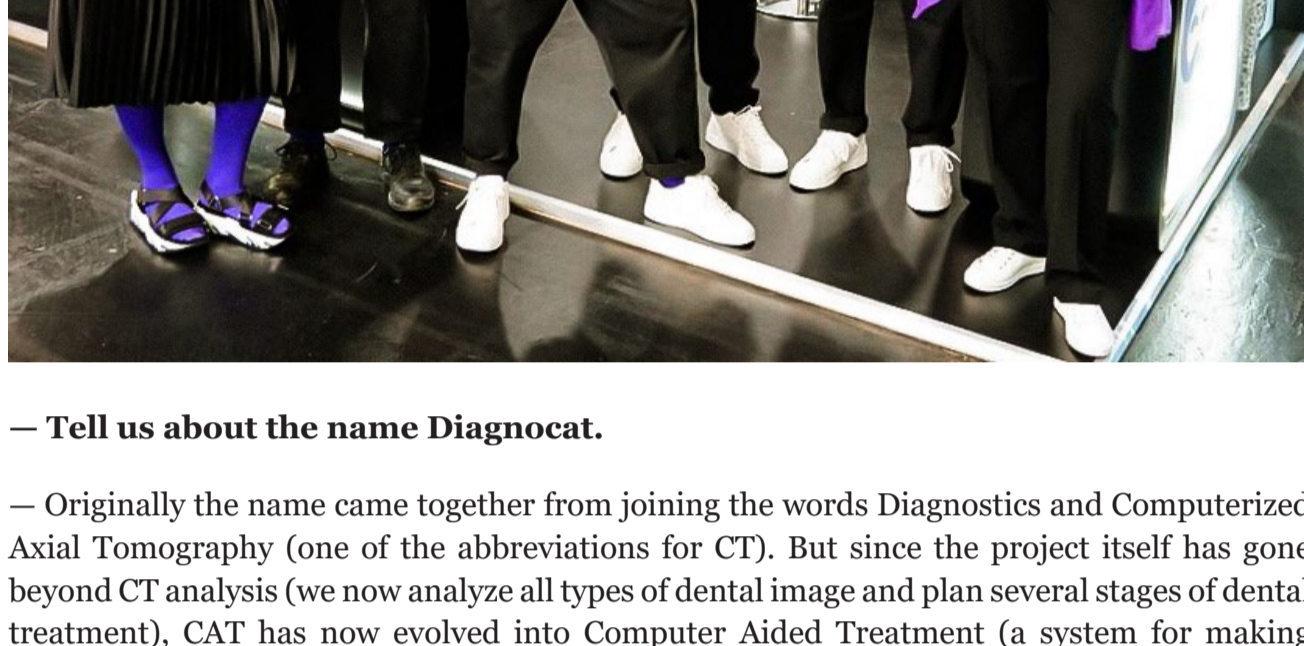 — Tell us about the name Diagnocat.
— Originally the name came together from joining the words Diagnostics and Computerized
Axial Tomography (one of the abbreviations for CT). But since the project itself has gone
beyond CT analysis (we now analyze all types of dental image and plan several stages of dental
treatment), CAT has now evolved into Computer Aided Treatment (a system for making